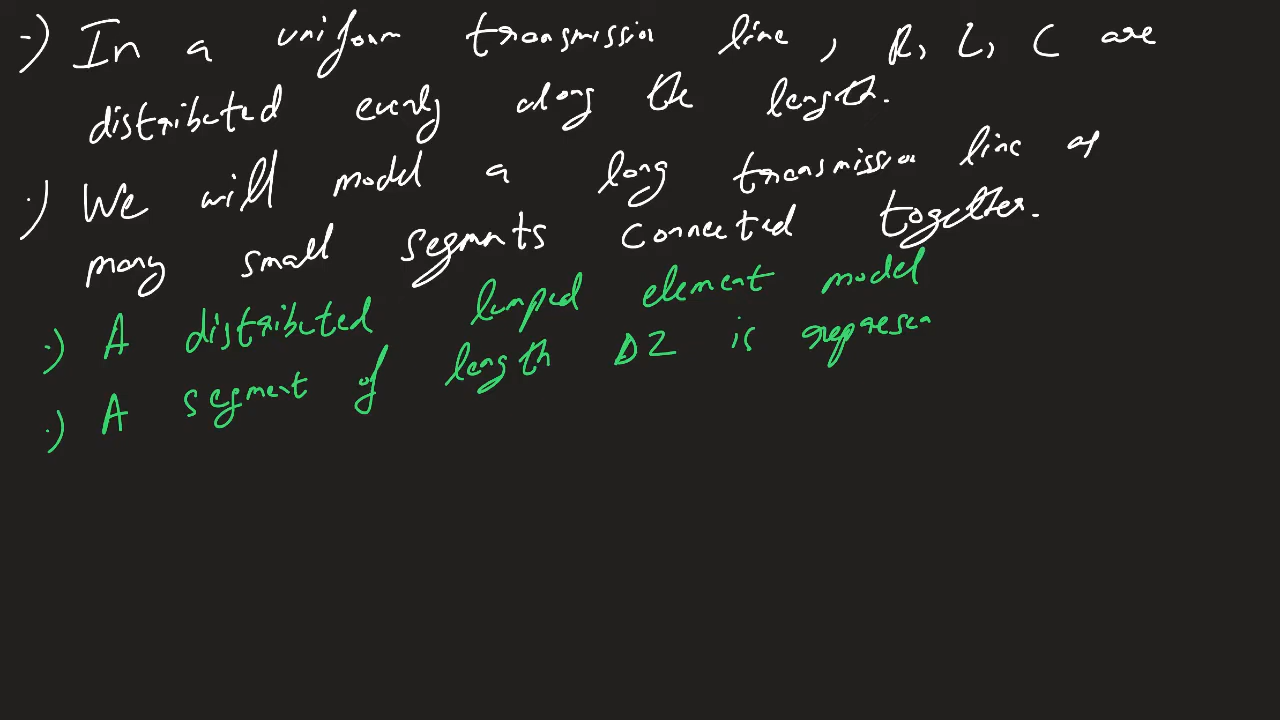 ·) In a uniform transmission line, R, L, C are
distributed evenly along the length.
·) We will model a long transmission line as
many small segments connected together.
·) A distributed lumped element model
·) A segment of length ΔZ is represen